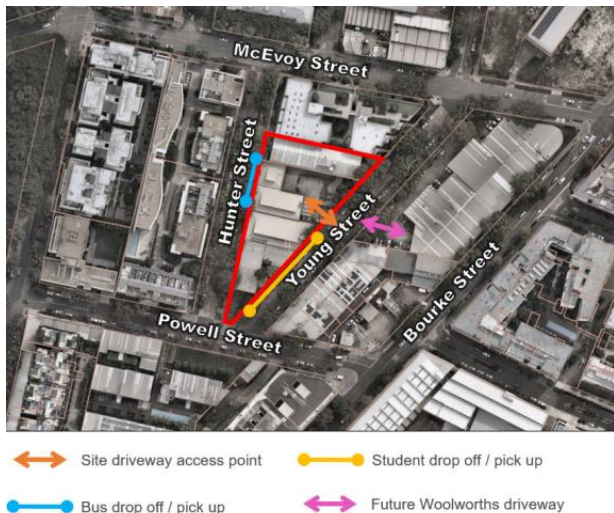 McEvoy Street
Hunter Street
Young Street
Bourke Street
Powell Street
Site driveway access point
Student drop off / pick up
Bus drop off / pick up
Future Woolworths driveway